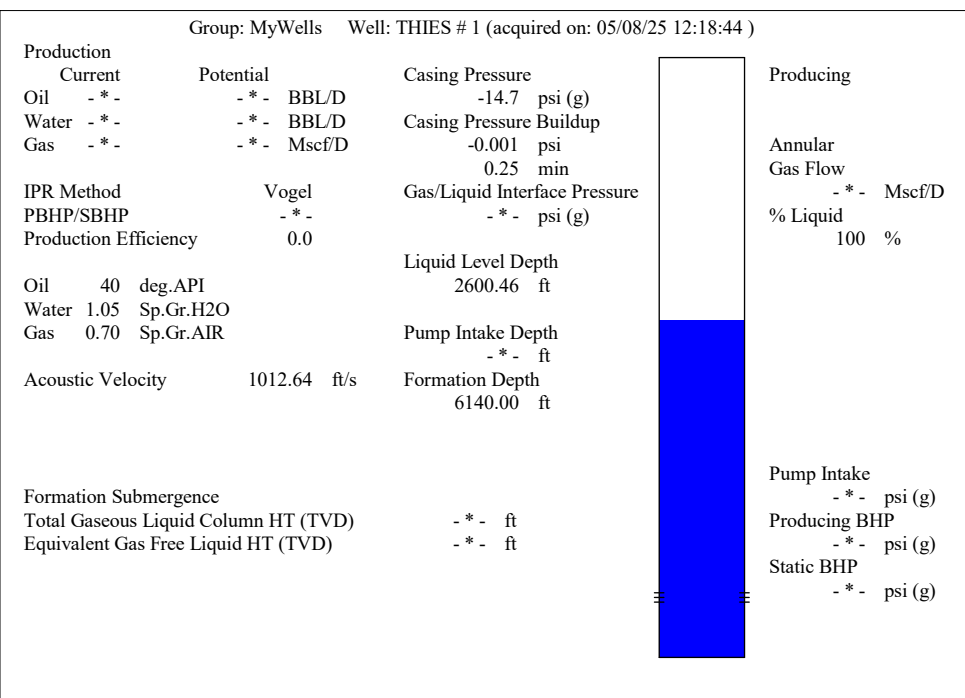 Group: MyWells Well: THIES # 1 (acquired on: 05/08/25 12:18:44 )
Production
Current Potential
Oil - * - - * - BBL/D
Water - * - - * - BBL/D
Gas - * - - * - Mscf/D
IPR Method Vogel
PBHP/SBHP - * -
Production Efficiency 0.0
Oil 40 deg.API
Water 1.05 Sp.Gr.H2O
Gas 0.70 Sp.Gr.AIR
Acoustic Velocity 1012.64 ft/s
Formation Submergence
Total Gaseous Liquid Column HT (TVD) - * - ft
Equivalent Gas Free Liquid HT (TVD) - * - ft
Casing Pressure
-14.7 psi (g)
Casing Pressure Buildup
-0.001 psi
0.25 min
Gas/Liquid Interface Pressure
- * - psi (g)
Liquid Level Depth
2600.46 ft
Pump Intake Depth
- * - ft
Formation Depth
6140.00 ft
Producing
Annular
Gas Flow
- * - Mscf/D
% Liquid
100 %
Pump Intake
- * - psi (g)
Producing BHP
- * - psi (g)
Static BHP
- * - psi (g)